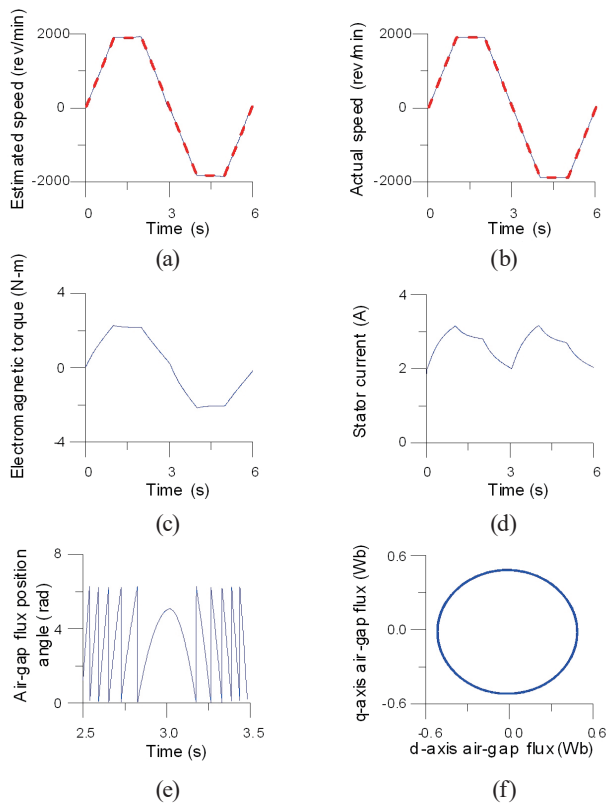 Estimated speed (rev/min)
2000
0
-2000
0 3 6
Time (s)
(a)
Actual speed (rev/min)
2000
0
-2000
0 3 6
Time (s)
(b)
Electromagnetic torque (N-m)
4
0
-4
0 3 6
Time (s)
(c)
Stator current (A)
4
2
0
0 3 6
Time (s)
(d)
Air-gap flux position
angle (rad)
8
4
0
2.5 3.0 3.5
Time (s)
(e)
q-axis air-gap flux (Wb)
0.6
0.0
-0.6
-0.6 0.0 0.6
d-axis air-gap flux (Wb)
(f)